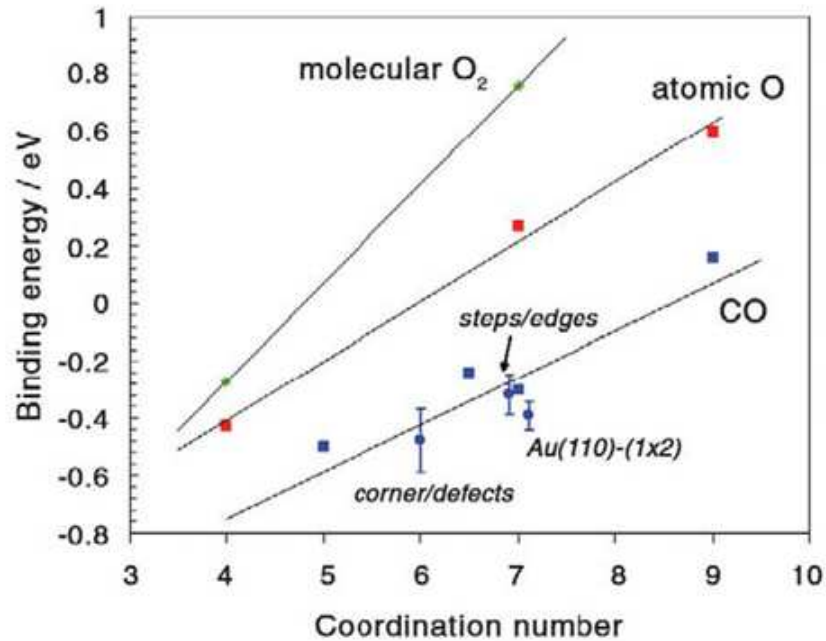 1
0.8
0.6
0.4
0.2
0
-0.2
-0.4
-0.6
-0.8
Binding energy / eV
molecular O₂
atomic O
CO
steps/edges
Au(110)-(1x2)
corner/defects
3 4 5 6 7 8 9 10
Coordination number